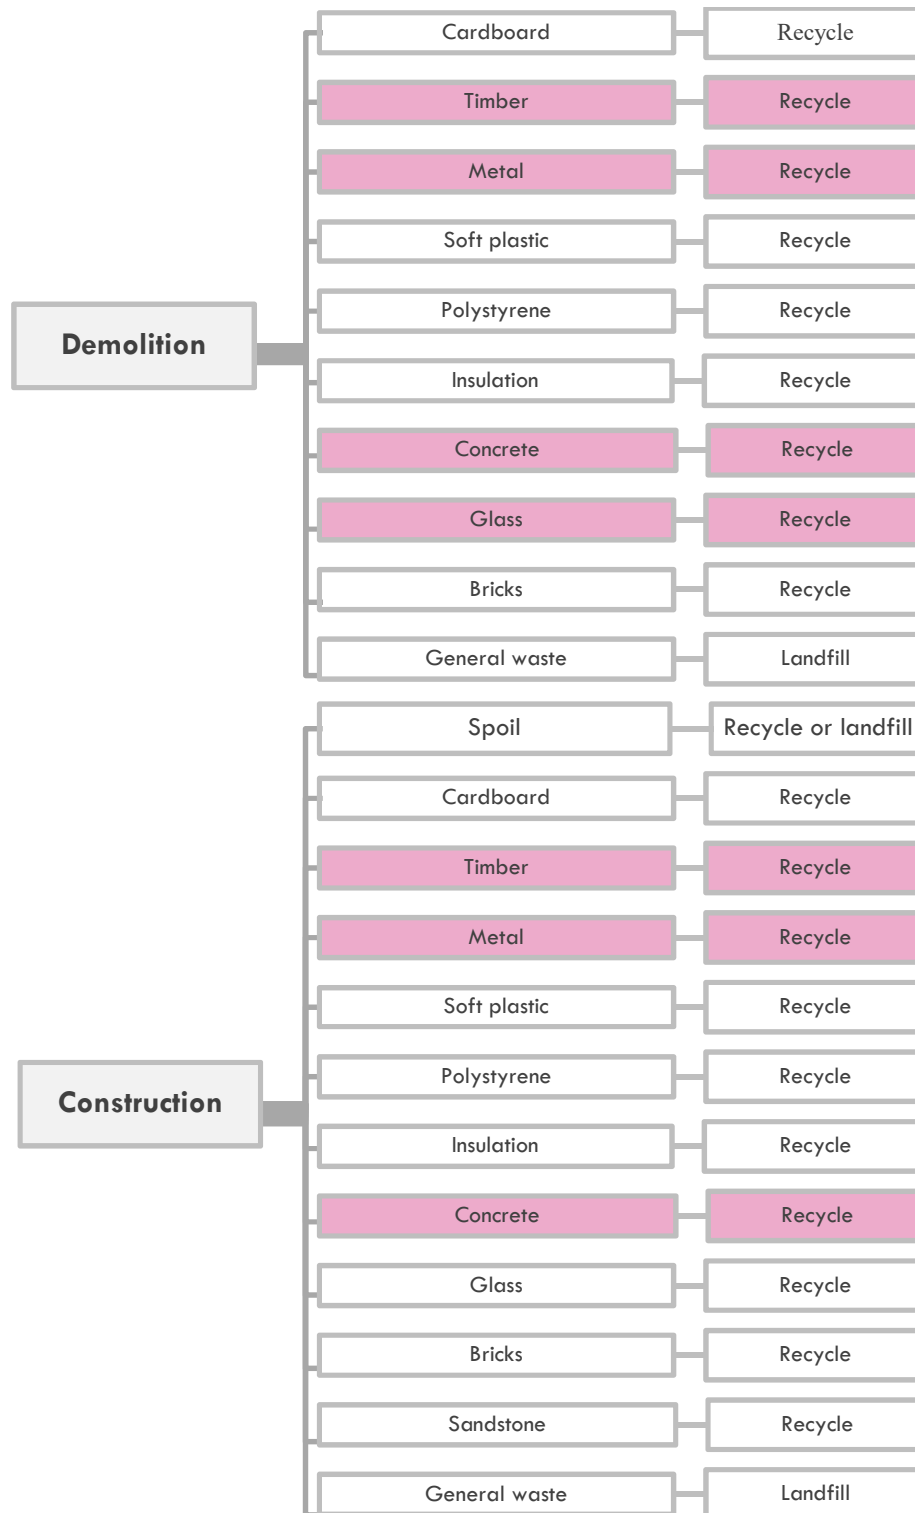 Cardboard Recycle
Timber Recycle
Metal Recycle
Soft plastic Recycle
Polystyrene Recycle
Demolition
Insulation Recycle
Concrete Recycle
Glass Recycle
Bricks Recycle
General waste Landfill
Spoil Recycle or landfill
Cardboard Recycle
Timber Recycle
Metal Recycle
Soft plastic Recycle
Polystyrene Recycle
Construction
Insulation Recycle
Concrete Recycle
Glass Recycle
Bricks Recycle
Sandstone Recycle
General waste Landfill